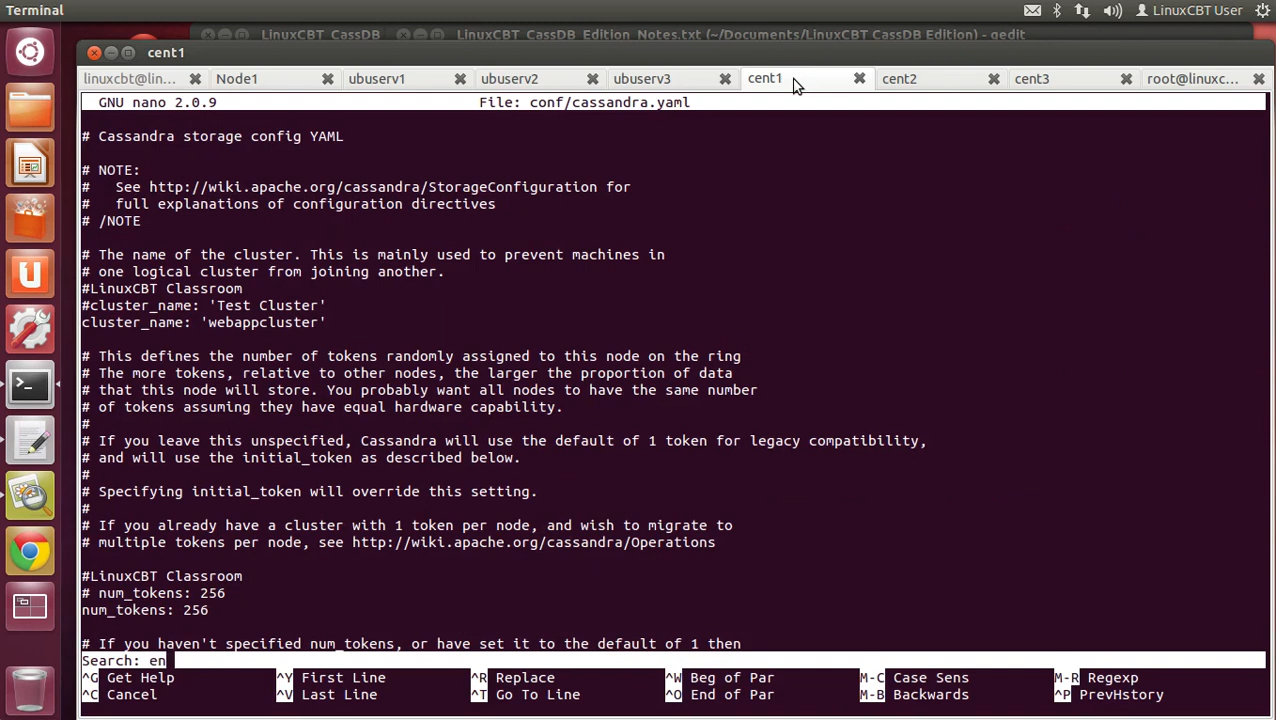 Terminal
LinuxCBT User
LinuxCBT_CassDB
LinuxCBT_CassDB_Edition_Notes.txt (~/Documents/LinuxCBT CassDB Edition) - gedit
cent1
linuxcbt@lin...
Node1
ubuserv1
ubuserv2
ubuserv3
cent1
cent2
cent3
root@linuxc...
GNU nano 2.0.9 File: conf/cassandra.yaml
# Cassandra storage config YAML
# NOTE:
#   See http://wiki.apache.org/cassandra/StorageConfiguration for
#   full explanations of configuration directives
# /NOTE
# The name of the cluster. This is mainly used to prevent machines in
# one logical cluster from joining another.
#LinuxCBT Classroom
#cluster_name: 'Test Cluster'
cluster_name: 'webappcluster'
# This defines the number of tokens randomly assigned to this node on the ring
# The more tokens, relative to other nodes, the larger the proportion of data
# that this node will store. You probably want all nodes to have the same number
# of tokens assuming they have equal hardware capability.
#
# If you leave this unspecified, Cassandra will use the default of 1 token for legacy compatibility,
# and will use the initial_token as described below.
#
# Specifying initial_token will override this setting.
#
# If you already have a cluster with 1 token per node, and wish to migrate to
# multiple tokens per node, see http://wiki.apache.org/cassandra/Operations
#LinuxCBT Classroom
# num_tokens: 256
num_tokens: 256
# If you haven't specified num_tokens, or have set it to the default of 1 then
Search: en
^G Get Help ^Y First Line ^R Replace ^W Beg of Par M-C Case Sens M-R Regexp
^C Cancel ^V Last Line ^T Go To Line ^O End of Par M-B Backwards ^P PrevHstory